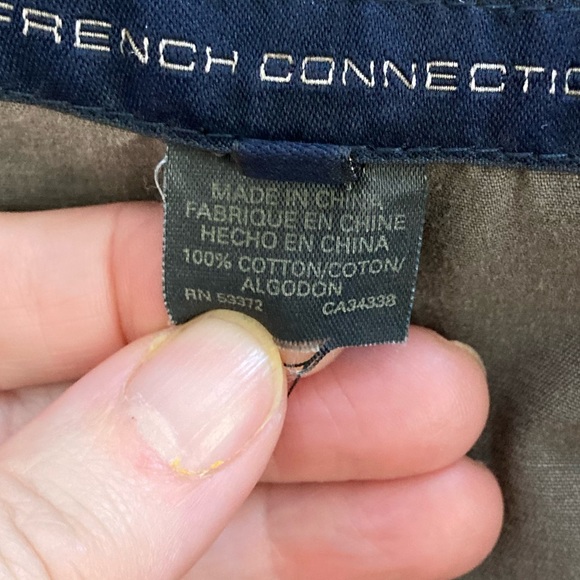 FRENCH CONNECTIO
MADE IN CHINA
FABRIQUE EN CHINE
HECHO EN CHINA
100% COTTON/COTON/
ALGODON
RN 53372 CA34338